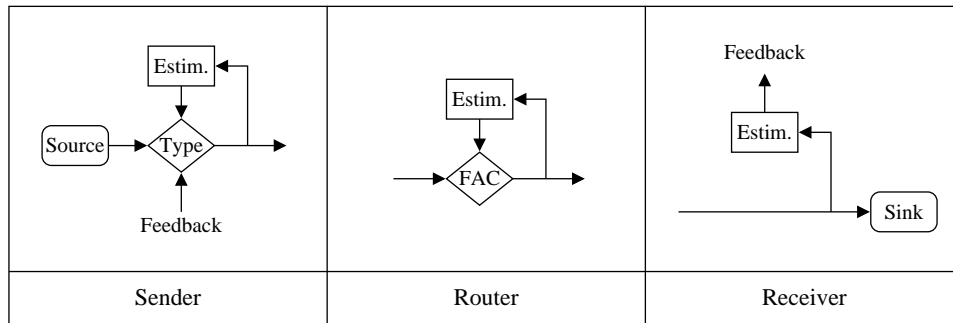 Estim.
Source
Type
Feedback
Sender
Estim.
FAC
Router
Feedback
Estim.
Sink
Receiver